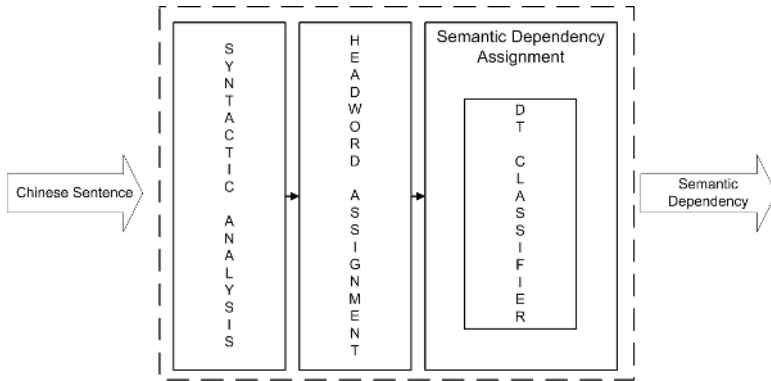 Chinese Sentence
SYNTACTIC ANALYSIS
HEADWORD ASSIGNMENT
Semantic Dependency
Assignment
DT CLASSIFIER
Semantic
Dependency